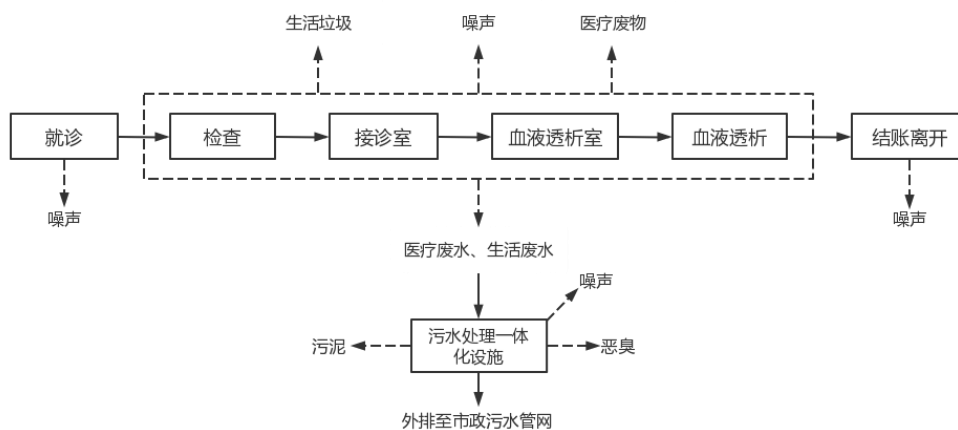 生活垃圾
噪声
医疗废物
就诊
检查
接诊室
血液透析室
血液透析
结账离开
噪声
噪声
医疗废水、生活废水
噪声
污泥
污水处理一体
化设施
恶臭
外排至市政污水管网